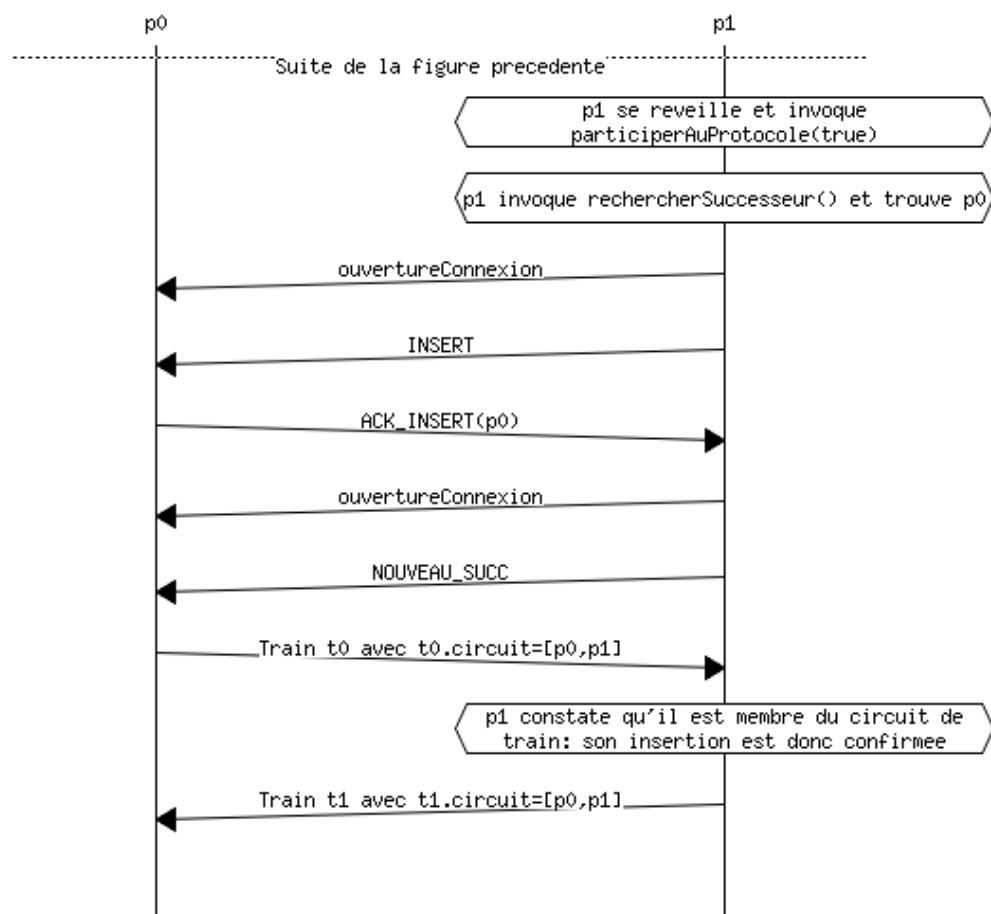 p0 p1
Suite de la figure precedente
p1 se reveille et invoque
participerAuProtocole(true)
p1 invoque rechercherSuccesseur() et trouve p0
ouvertureConnexion
INSERT
ACK_INSERT(p0)
ouvertureConnexion
NOUVEAU_SUCC
Train t0 avec t0.circuit=[p0,p1]
p1 constate qu'il est membre du circuit de
train: son insertion est donc confirmee
Train t1 avec t1.circuit=[p0,p1]